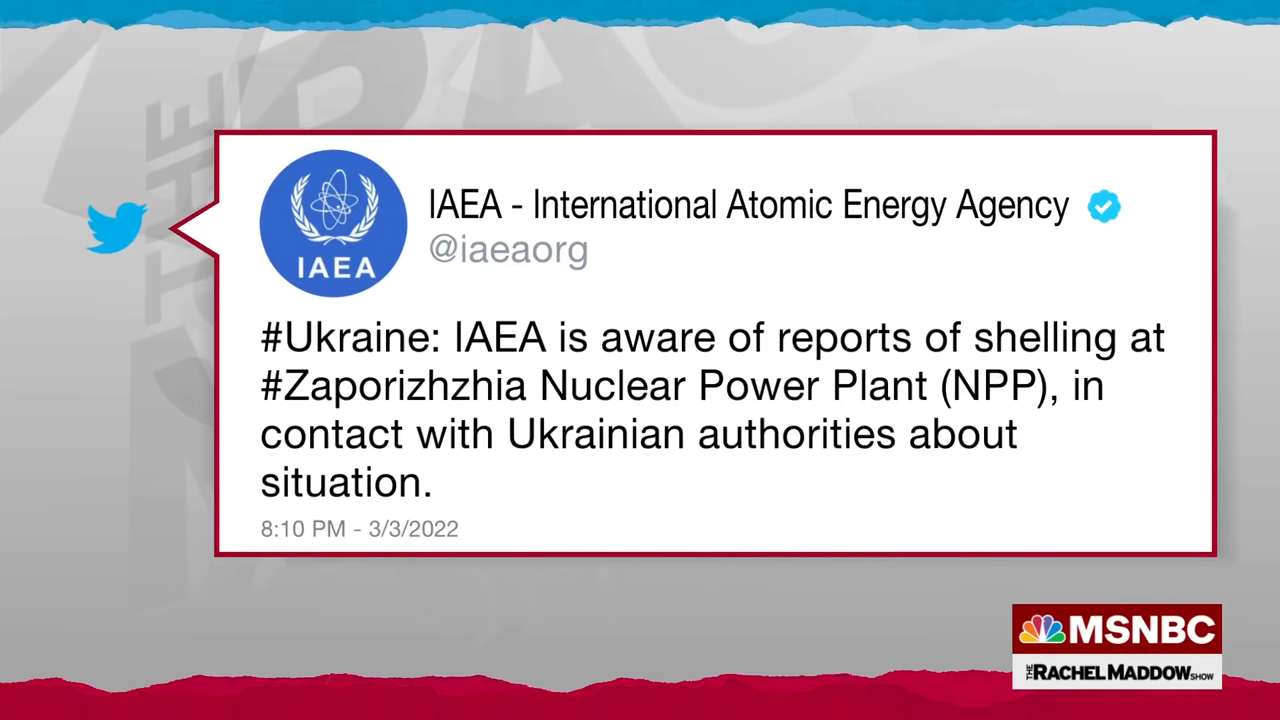 IAEA - International Atomic Energy Agency
@iaeaorg
IAEA
#Ukraine: IAEA is aware of reports of shelling at
#Zaporizhzhia Nuclear Power Plant (NPP), in
contact with Ukrainian authorities about
situation.
8:10 PM - 3/3/2022
MSNBC
THE RACHEL MADDOW SHOW